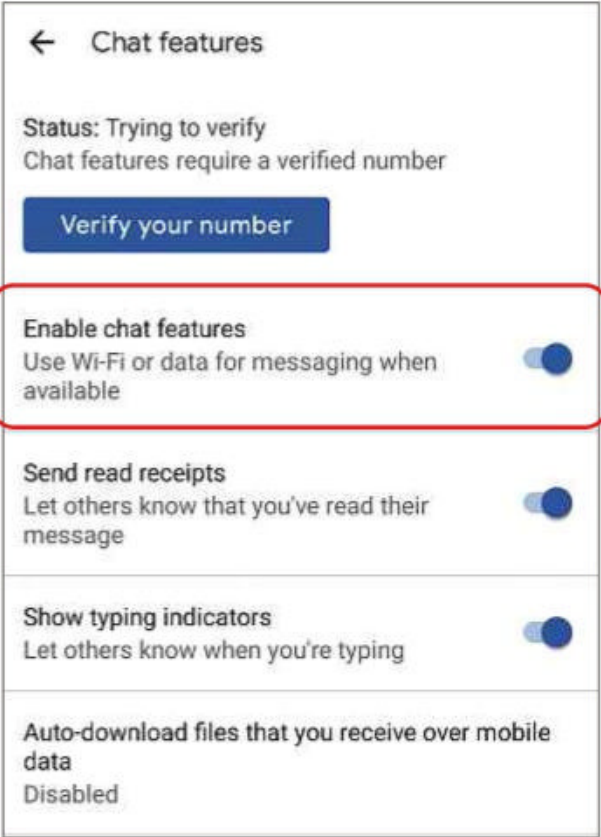 Chat features
Status: Trying to verify
Chat features require a verified number
Verify your number
Enable chat features
Use Wi-Fi or data for messaging when
available
Send read receipts
Let others know that you've read their
message
Show typing indicators
Let others know when you're typing
Auto-download files that you receive over mobile
data
Disabled